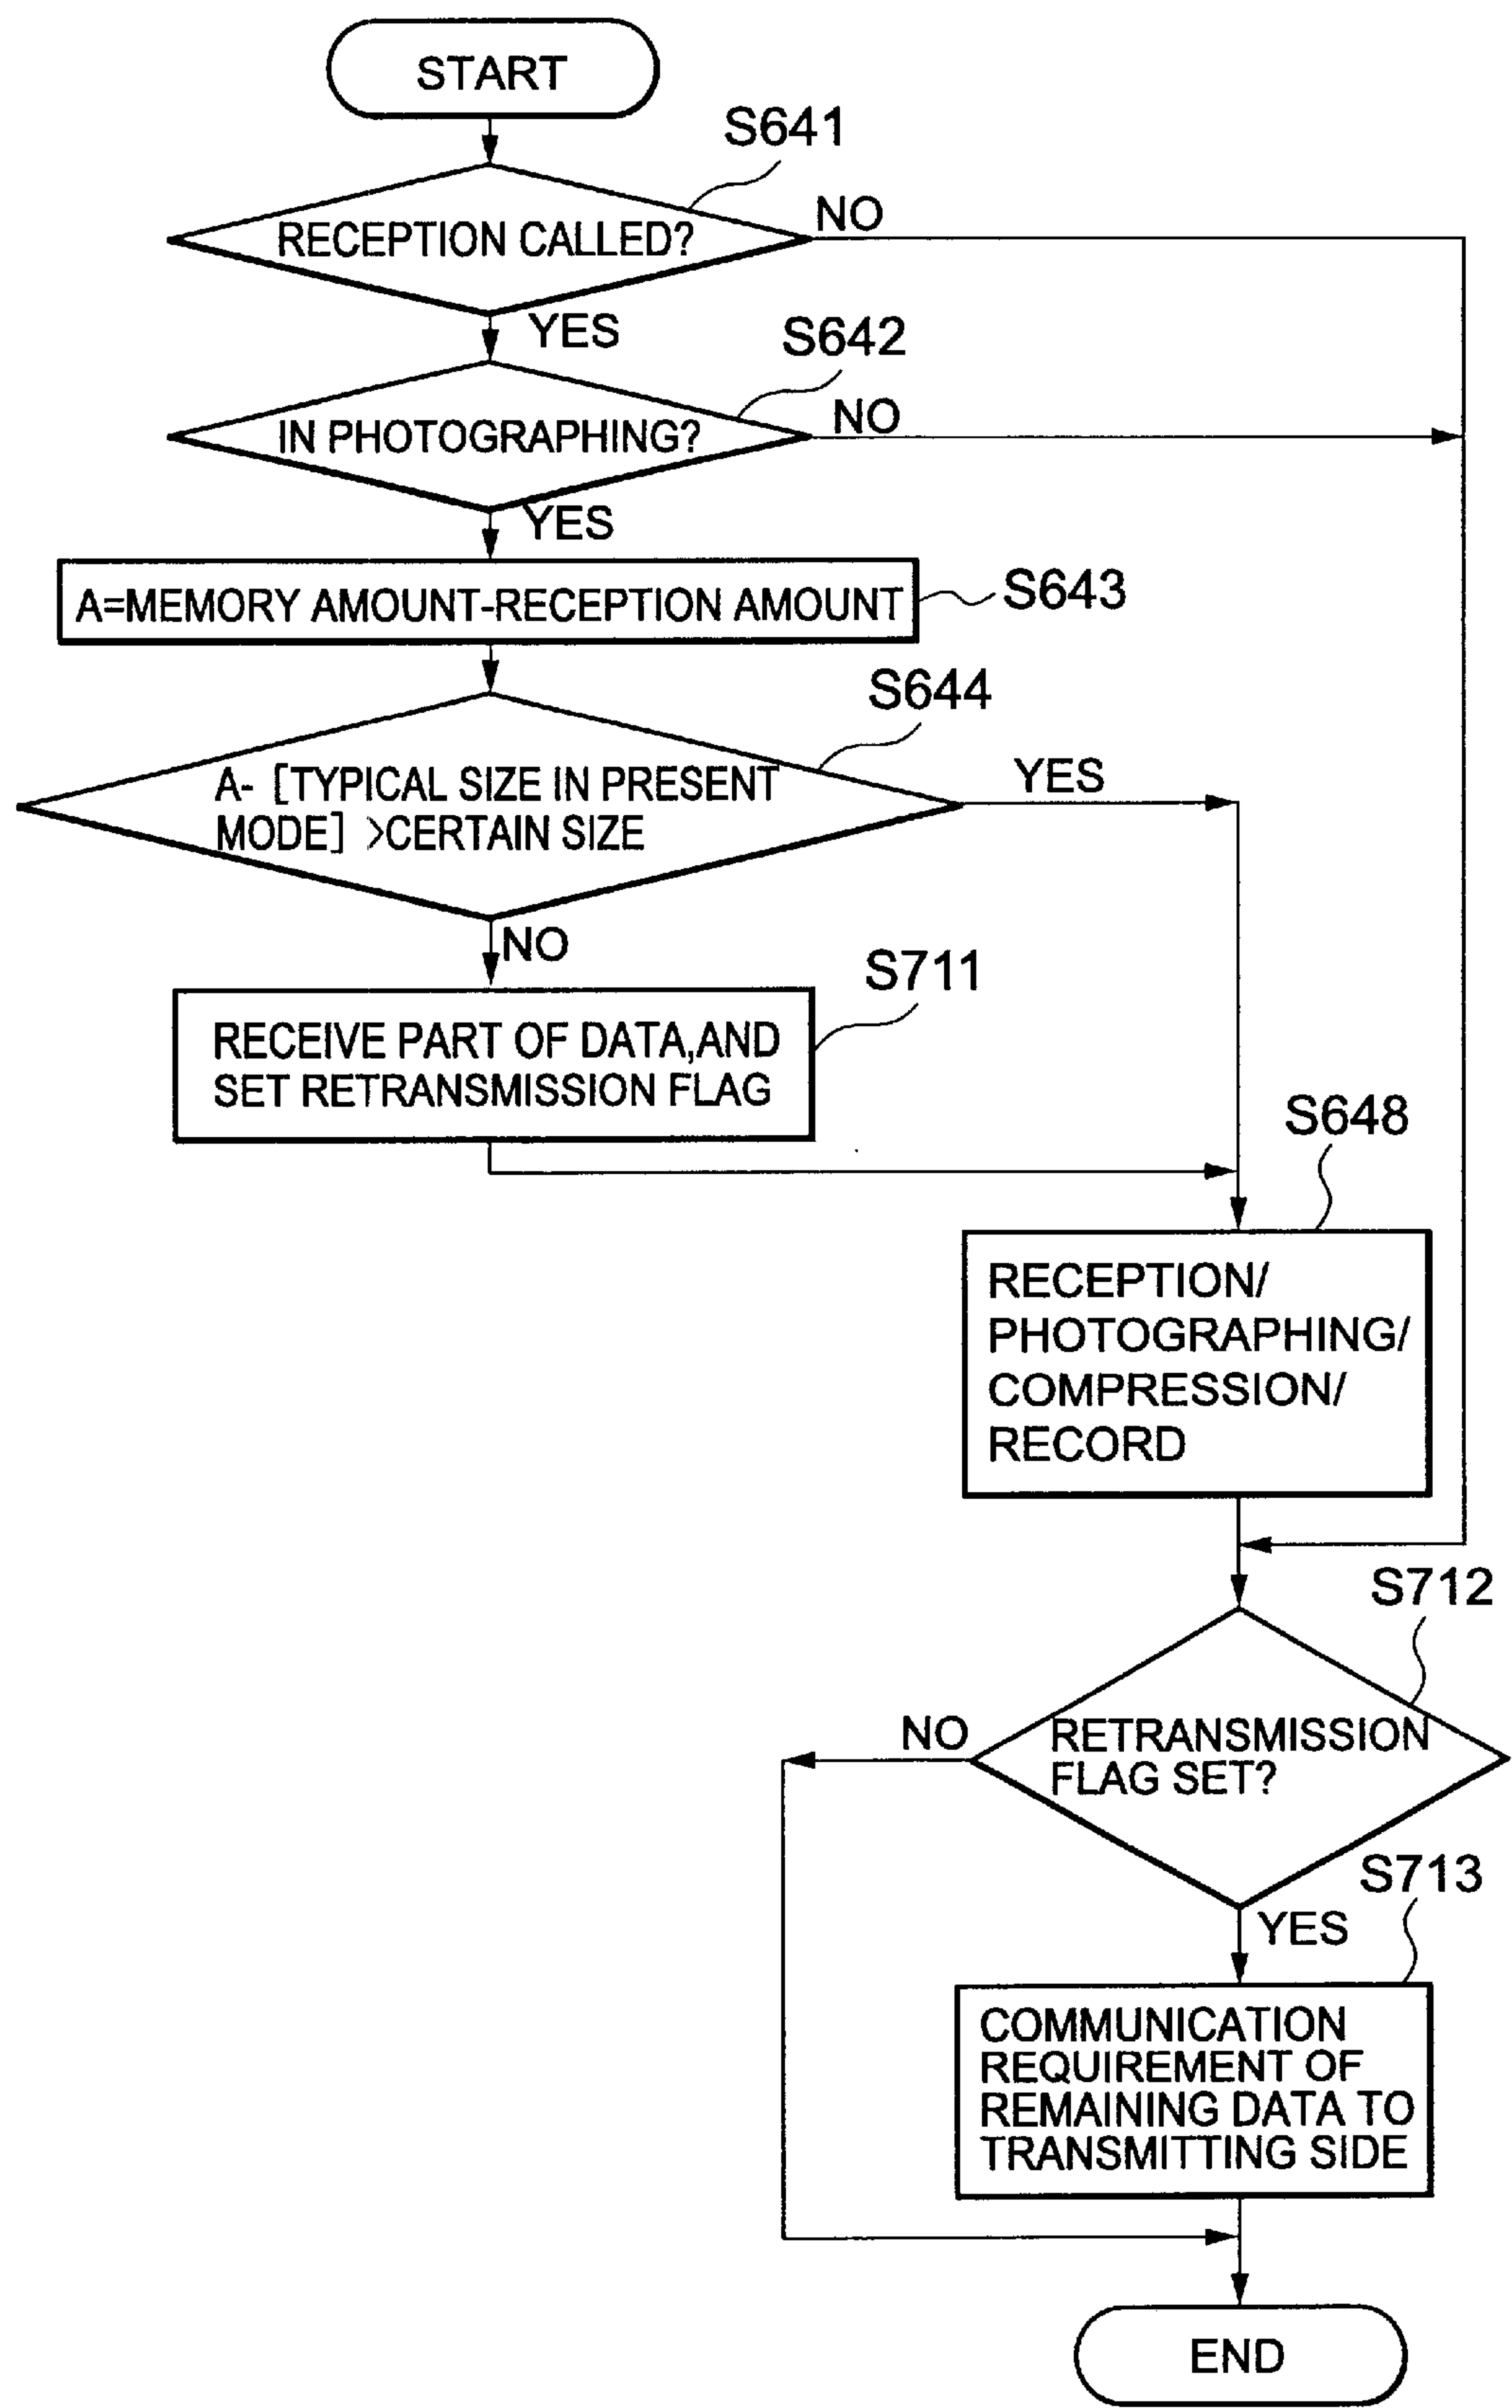 START
S641
RECEPTION CALLED?
NO
YES
S642
IN PHOTOGRAPHING?
NO
YES
A=MEMORY AMOUNT-RECEPTION AMOUNT
S643
S644
A- [TYPICAL SIZE IN PRESENT
MODE] >CERTAIN SIZE
YES
NO
S711
RECEIVE PART OF DATA,AND
SET RETRANSMISSION FLAG
S648
RECEPTION/
PHOTOGRAPHING/
COMPRESSION/
RECORD
S712
RETRANSMISSION
FLAG SET?
NO
YES
S713
COMMUNICATION
REQUIREMENT OF
REMAINING DATA TO
TRANSMITTING SIDE
END